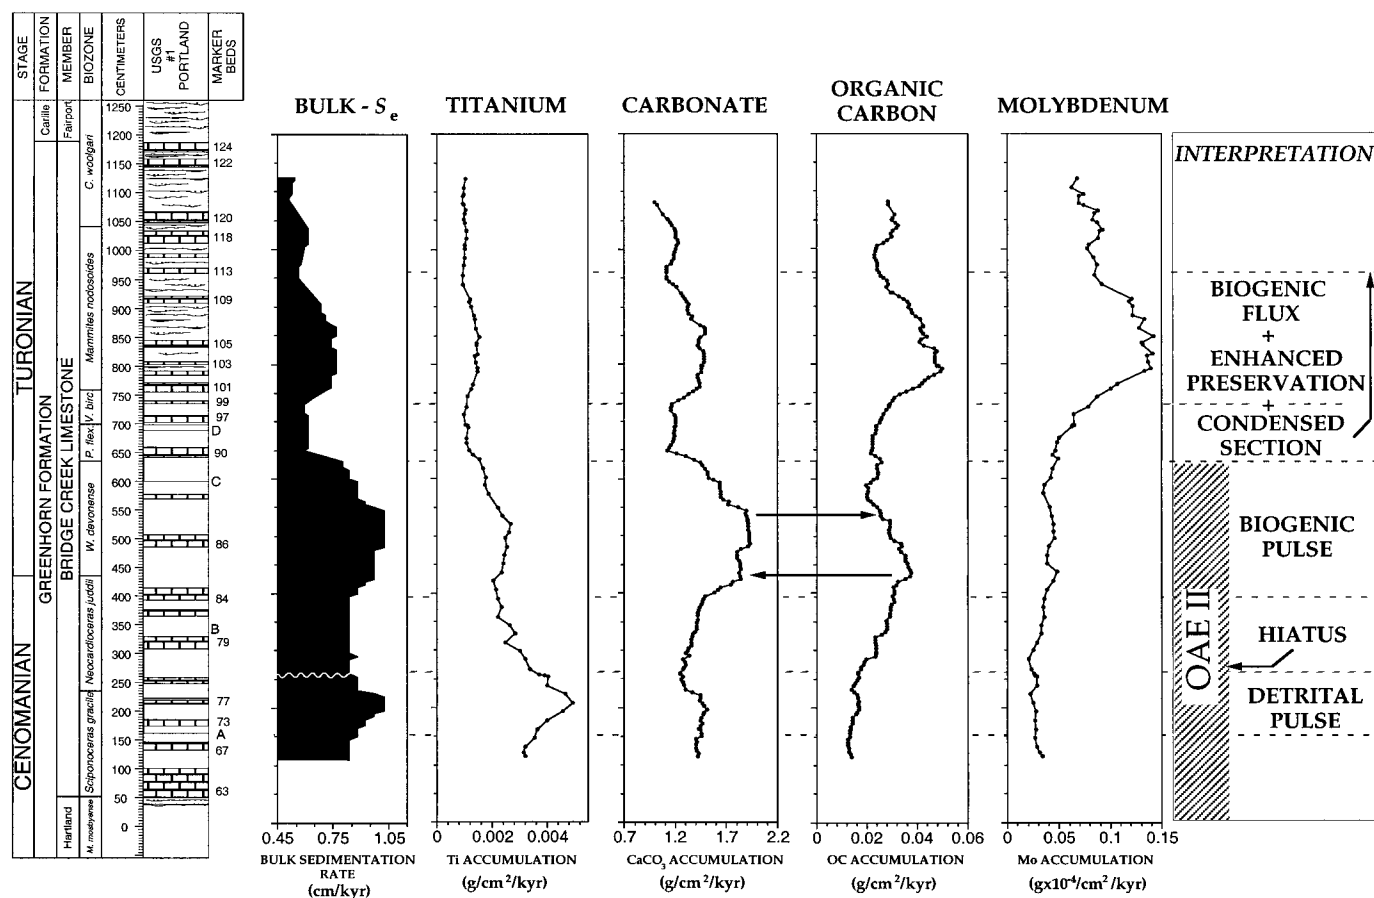 STAGE
FORMATION
MEMBER
BIOZONE
CENTIMETERS
USGS
#1
PORTLAND
MARKER
BEDS
TURONIAN
CENOMANIAN
Carlile
GREENHORN FORMATION
Fairport
BRIDGE CREEK LIMESTONE
Hartland
C. woolgari
Mammites nodosoides
V. birc.
P. flex.
W. devonense
Neocardioceras juddii
Sciponoceras gracile
M. mosbyense
1250
1200
1150
1100
1050
1000
950
900
850
800
750
700
650
600
550
500
450
400
350
300
250
200
150
100
50
0
124
122
120
118
113
109
105
103
101
99
97
D
90
C
86
84
B
79
77
73
A
67
63
BULK - Se
0.45 0.75 1.05
BULK SEDIMENTATION
RATE
(cm/kyr)
TITANIUM
0 0.002 0.004
Ti ACCUMULATION
(g/cm²/kyr)
CARBONATE
0.7 1.2 1.7 2.2
CaCO₃ ACCUMULATION
(g/cm²/kyr)
ORGANIC
CARBON
0 0.02 0.04 0.06
OC ACCUMULATION
(g/cm²/kyr)
MOLYBDENUM
0 0.05 0.1 0.15
Mo ACCUMULATION
(gx10⁻⁴/cm²/kyr)
INTERPRETATION
BIOGENIC
FLUX
+
ENHANCED
PRESERVATION
+
CONDENSED
SECTION
BIOGENIC
PULSE
HIATUS
DETRITAL
PULSE
OAE II